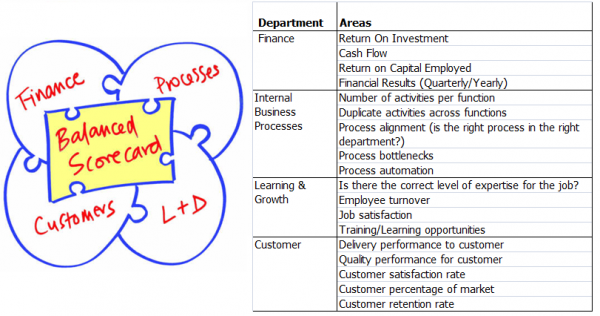 Finance
Processes
Balanced
Scorecard
Customers
L+D
Department Areas
Finance Return On Investment
Cash Flow
Return on Capital Employed
Financial Results (Quarterly/Yearly)
Internal Number of activities per function
Business Duplicate activities across functions
Processes Process alignment (is the right process in the right
department?)
Process bottlenecks
Process automation
Learning & Is there the correct level of expertise for the job?
Growth Employee turnover
Job satisfaction
Training/Learning opportunities
Customer Delivery performance to customer
Quality performance for customer
Customer satisfaction rate
Customer percentage of market
Customer retention rate